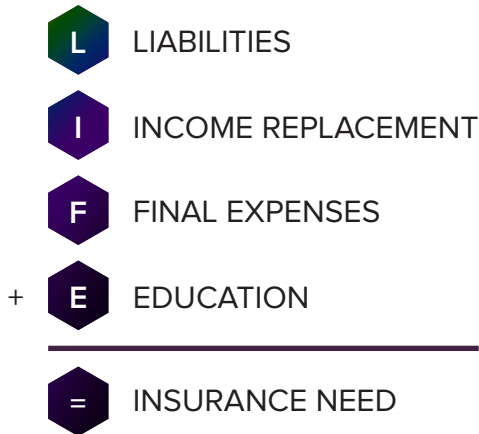 L LIABILITIES
I INCOME REPLACEMENT
F FINAL EXPENSES
+ E EDUCATION
= INSURANCE NEED